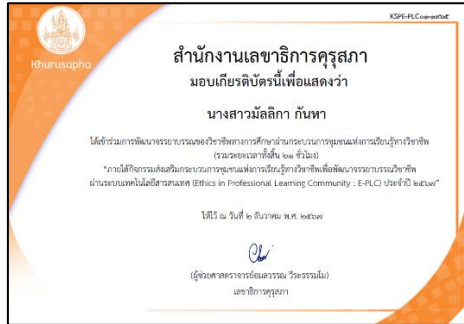 KSPE-PLC
Khurusapha
สำนักงานเลขาธิการคุรุสภา
มอบเกียรติบัตรนี้เพื่อแสดงว่า
นางสาวมัลลิกา กันหา
ได้เข้าร่วมการพัฒนาจรรยาบรรณของวิชาชีพทางการศึกษาผ่านกระบวนการชุมชนแห่งการเรียนรู้ทางวิชาชีพ
(รวมระยะเวลาทั้งสิ้น ชั่วโมง)
"ภายใต้กิจกรรมส่งเสริมกระบวนการชุมชนแห่งการเรียนรู้ทางวิชาชีพเพื่อพัฒนาจรรยาบรรณวิชาชีพ
ผ่านระบบเทคโนโลยีสารสนเทศ (Ethics in Professional Learning Community : E-PLC) ประจำปี ๒๕๖๗"
ให้ไว้ ณ วันที่ ๒ ธันวาคม พ.ศ. ๒๕๖๗
(ผู้ช่วยศาสตราจารย์อมลวรรณ วีระธรรมโม)
เลขาธิการคุรุสภา